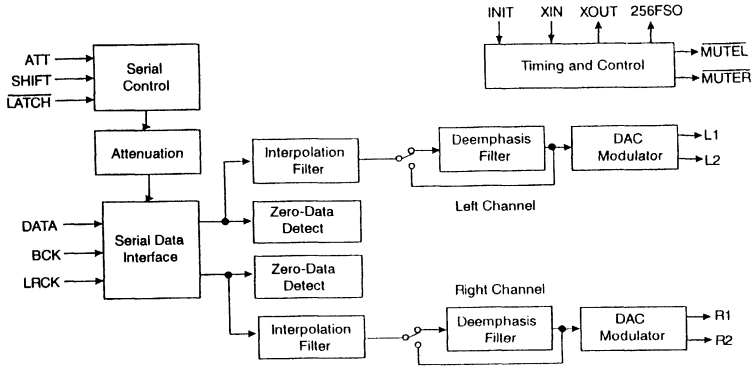 INIT XIN XOUT 256FSO
ATT
SHIFT
LATCH
Serial
Control
Timing and Control
MUTEL
MUTER
Attenuation
Interpolation
Filter
Deemphasis
Filter
DAC
Modulator
L1
L2
Left Channel
DATA
BCK
LRCK
Serial Data
Interface
Zero-Data
Detect
Zero-Data
Detect
Right Channel
Interpolation
Filter
Deemphasis
Filter
DAC
Modulator
R1
R2